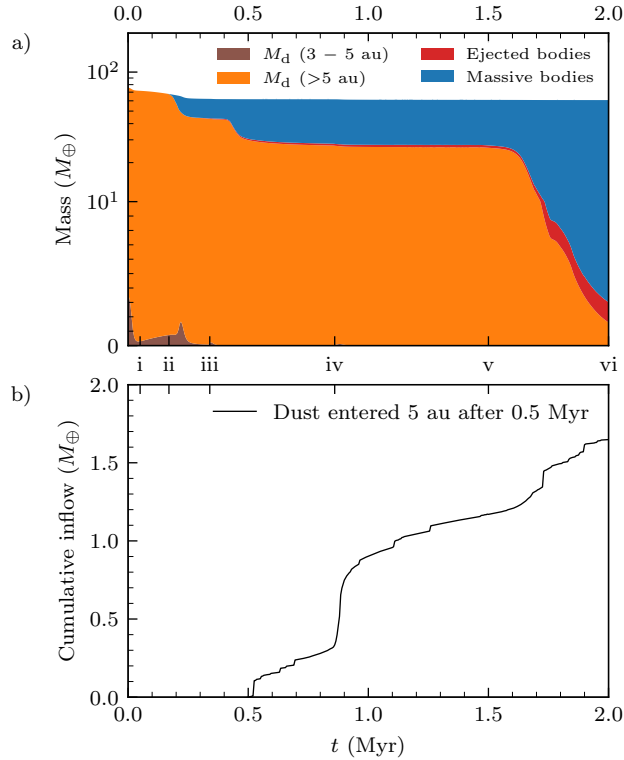 0.0 0.5 1.0 1.5 2.0
a)
M_d (3 − 5 au) Ejected bodies
M_d (>5 au) Massive bodies
10²
10¹
0
Mass (M⊕)
i ii iii iv v vi
b)
2.0
Dust entered 5 au after 0.5 Myr
1.5
1.0
0.5
0.0
Cumulative inflow (M⊕)
0.0 0.5 1.0 1.5 2.0
t (Myr)